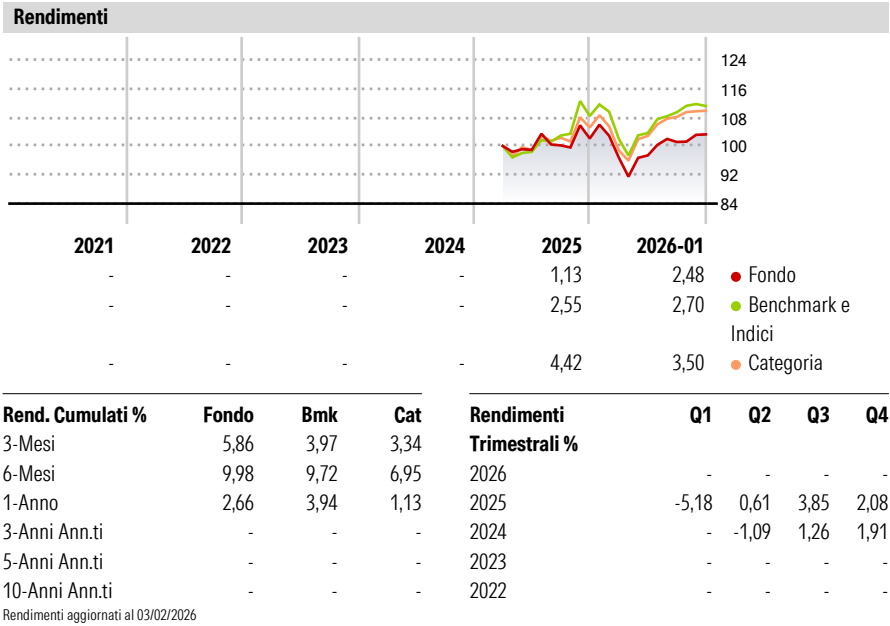 Rendimenti
124
116
108
100
92
84
2021 2022 2023 2024 2025 2026-01
- - - - 1,13 2,48 Fondo
- - - - 2,55 2,70 Benchmark e
Indici
- - - - 4,42 3,50 Categoria
Rend. Cumulati % Fondo Bmk Cat
3-Mesi 5,86 3,97 3,34
6-Mesi 9,98 9,72 6,95
1-Anno 2,66 3,94 1,13
3-Anni Ann.ti - - -
5-Anni Ann.ti - - -
10-Anni Ann.ti - - -
Rendimenti Q1 Q2 Q3 Q4
Trimestrali %
2026 - - - -
2025 -5,18 0,61 3,85 2,08
2024 - -1,09 1,26 1,91
2023 - - - -
2022 - - - -
Rendimenti aggiornati al 03/02/2026